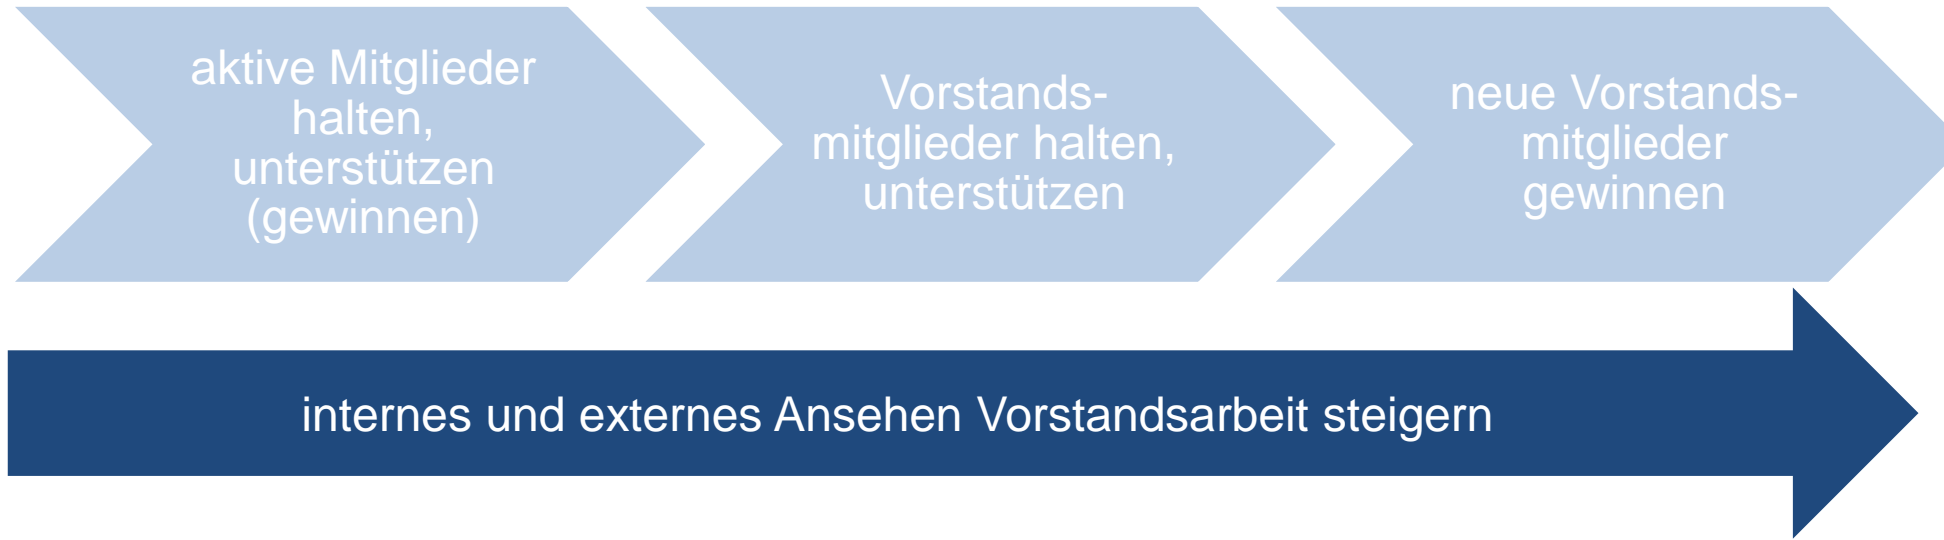 aktive Mitglieder
halten,
unterstützen
(gewinnen)
Vorstands-
mitglieder halten,
unterstützen
neue Vorstands-
mitglieder
gewinnen
internes und externes Ansehen Vorstandsarbeit steigern